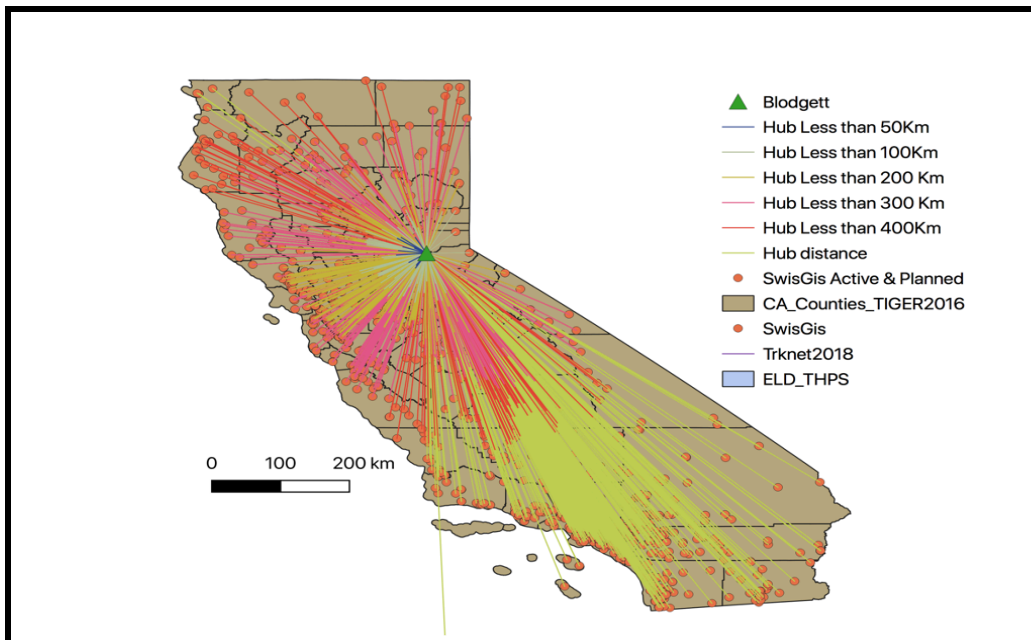 Blodgett
Hub Less than 50Km
Hub Less than 100Km
Hub Less than 200 Km
Hub Less than 300 Km
Hub Less than 400Km
Hub distance
SwisGis Active & Planned
CA_Counties_TIGER2016
SwisGis
Trknet2018
ELD_THPS
0 100 200 km